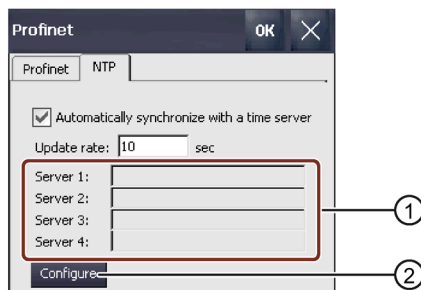 Profinet OK
Profinet NTP
Automatically synchronize with a time server
Update rate: 10 sec
Server 1:
Server 2:
Server 3:
Server 4:
1
Configure
2